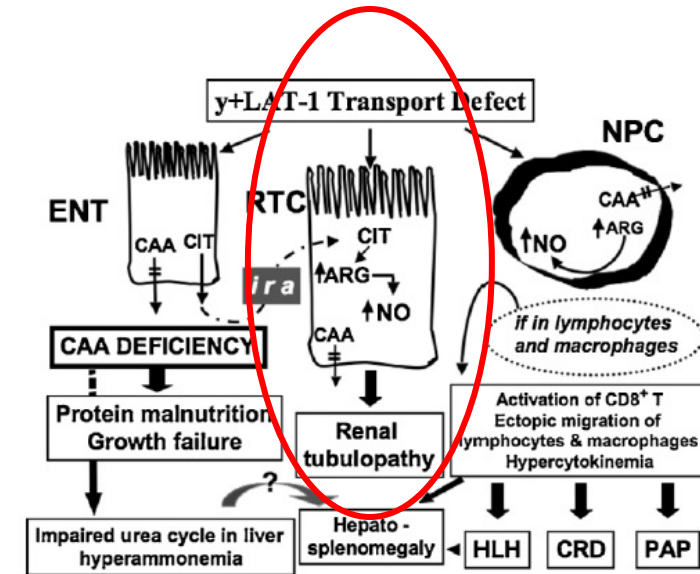 y+LAT-1 Transport Defect
ENT
CAA
CIT
RTC
CIT
↑ARG
↑NO
CAA
ira
NPC
CAA
↑ARG
↑NO
if in lymphocytes
and macrophages
CAA DEFICIENCY
Protein malnutrition
Growth failure
Renal
tubulopathy
Activation of CD8⁺ T
Ectopic migration of
lymphocytes & macrophages
Hypercytokinemia
?
Impaired urea cycle in liver
hyperammonemia
Hepato -
splenomegaly
HLH
CRD
PAP